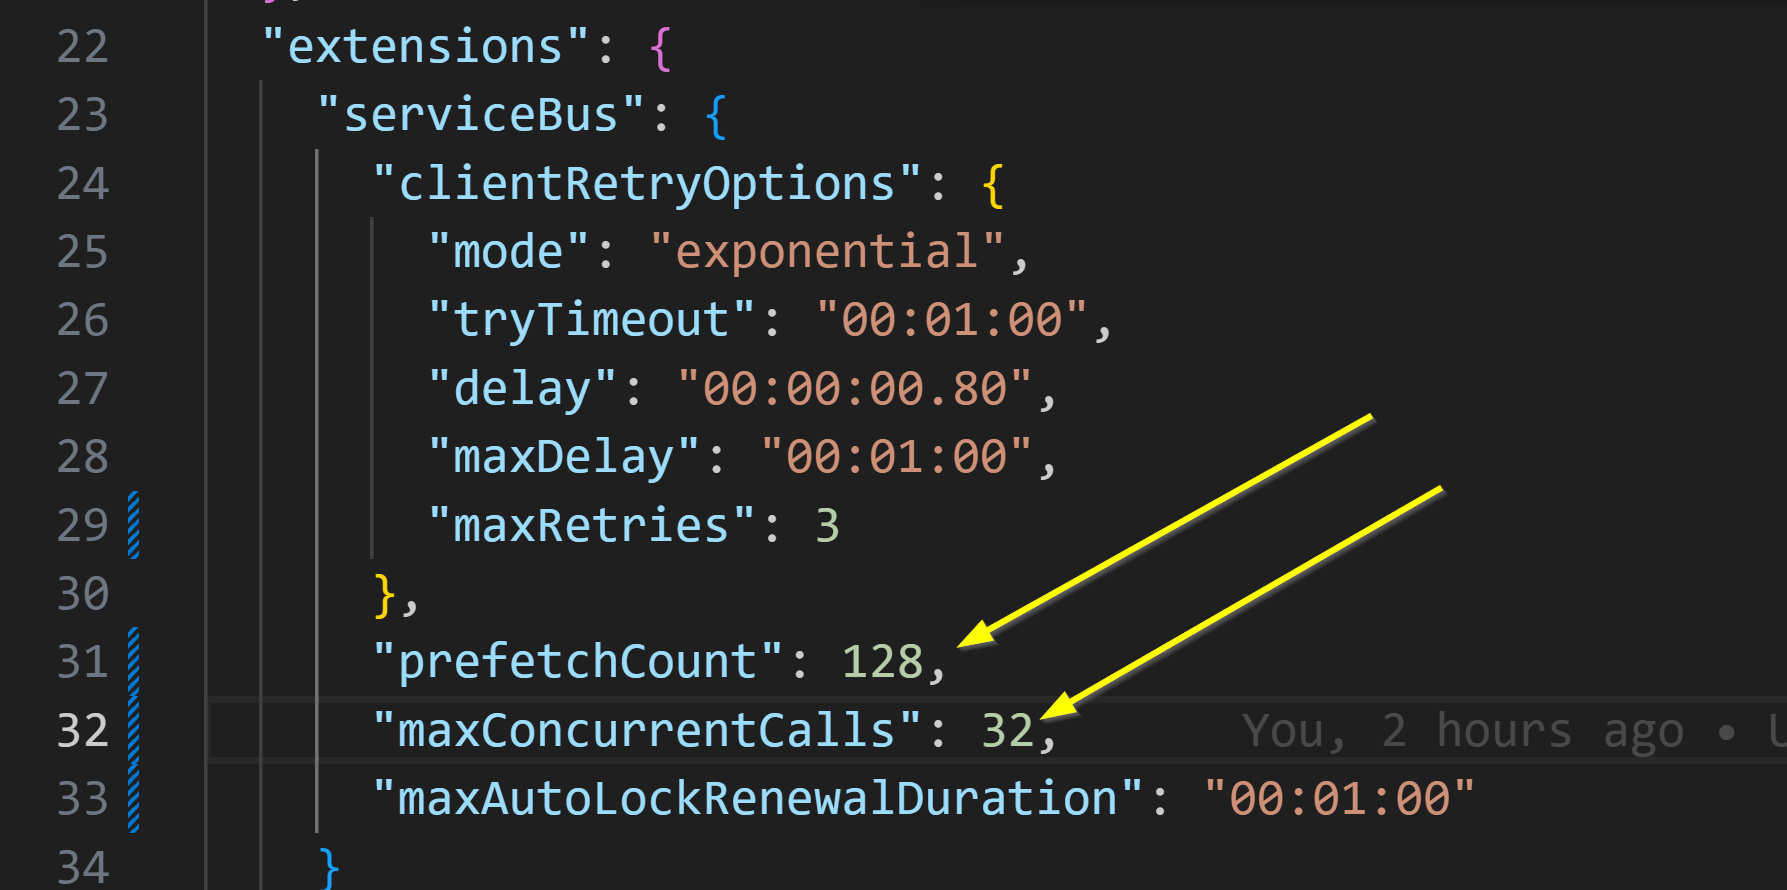 22 "extensions": {
23 "serviceBus": {
24 "clientRetryOptions": {
25 "mode": "exponential",
26 "tryTimeout": "00:01:00",
27 "delay": "00:00:00.80",
28 "maxDelay": "00:01:00",
29 "maxRetries": 3
30 },
31 "prefetchCount": 128,
32 "maxConcurrentCalls": 32, You, 2 hours ago •
33 "maxAutoLockRenewalDuration": "00:01:00"
34 }